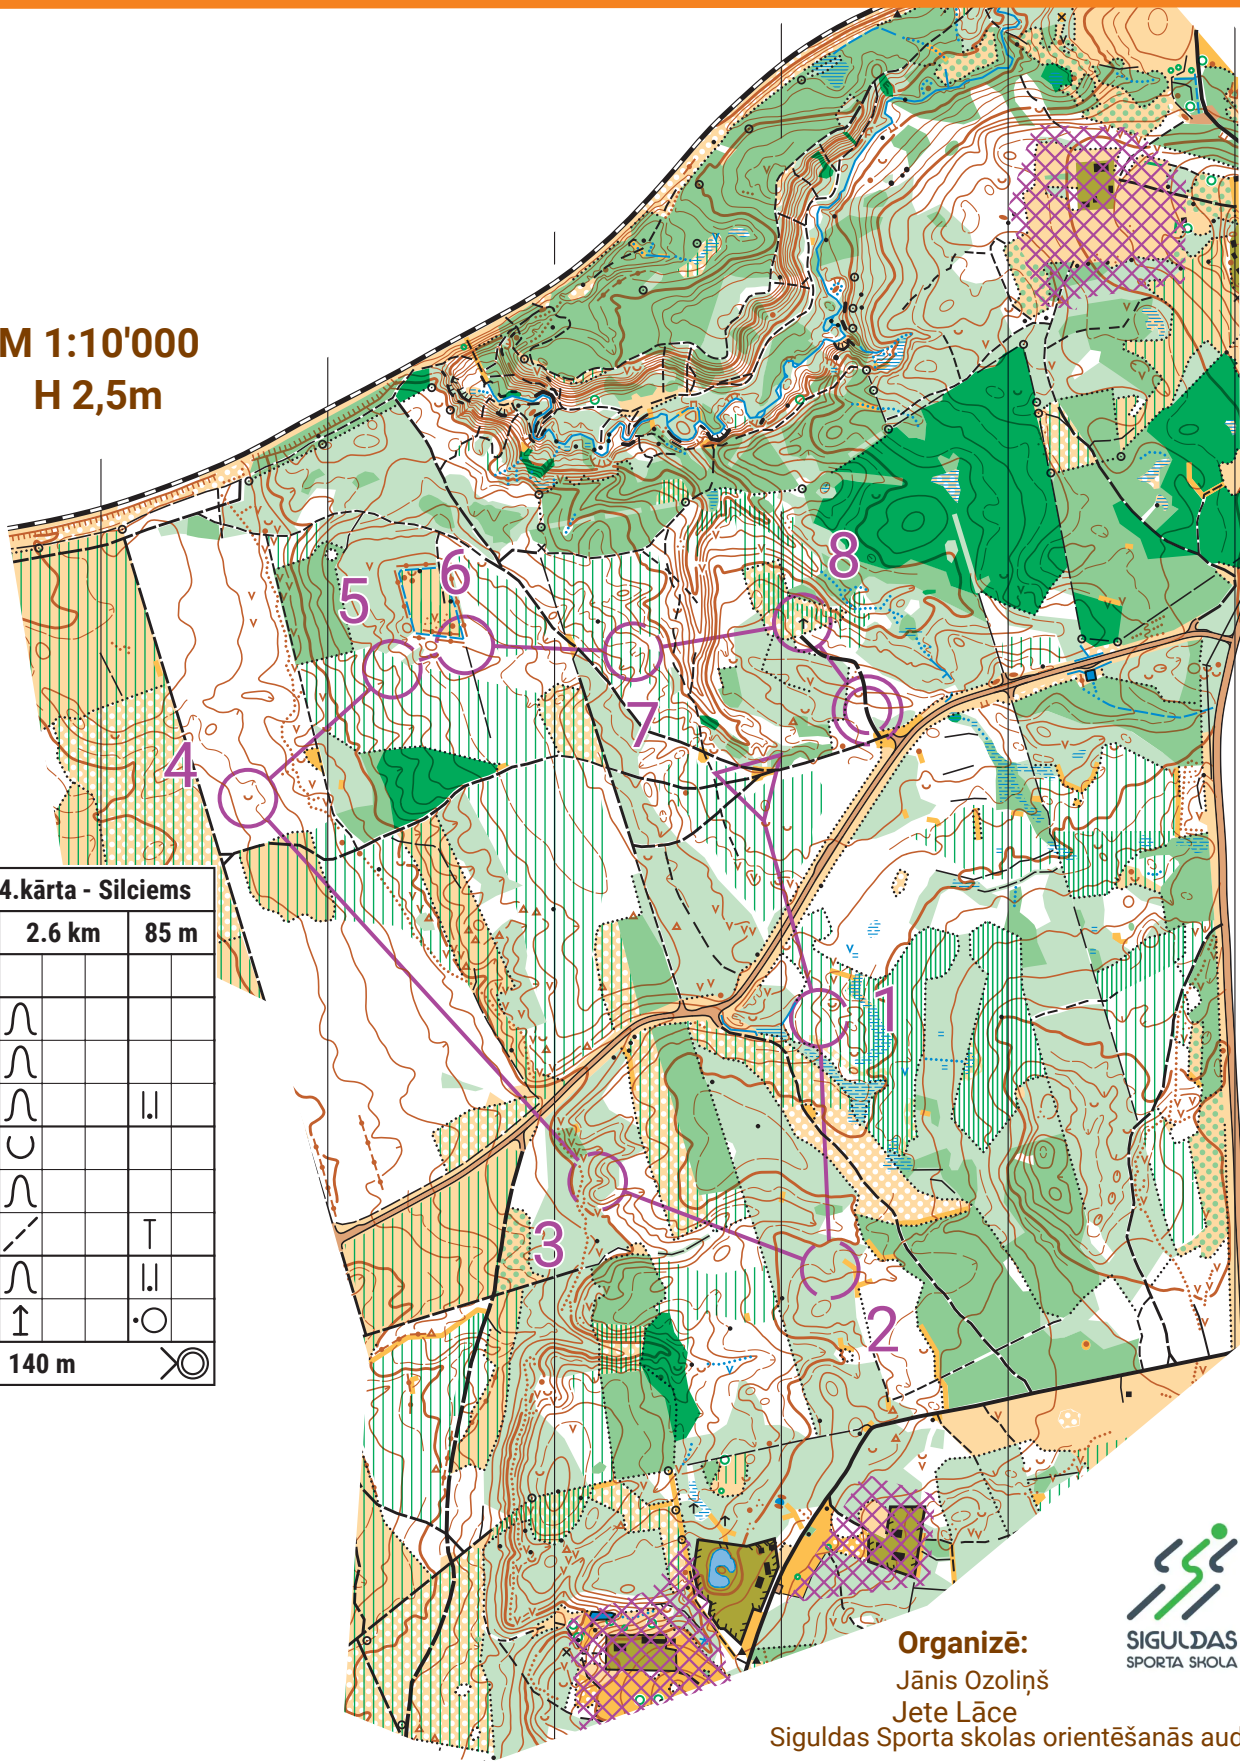 M 1:10'000
H 2,5m
5
6
8
7
4
4.kārta - Silciems
2.6 km 85 m
1
3
2
140 m
SIGULDAS
SPORTA SKOLA
Organizē:
Jānis Ozoliņš
Jete Lāce
Siguldas Sporta skolas orientēšanās